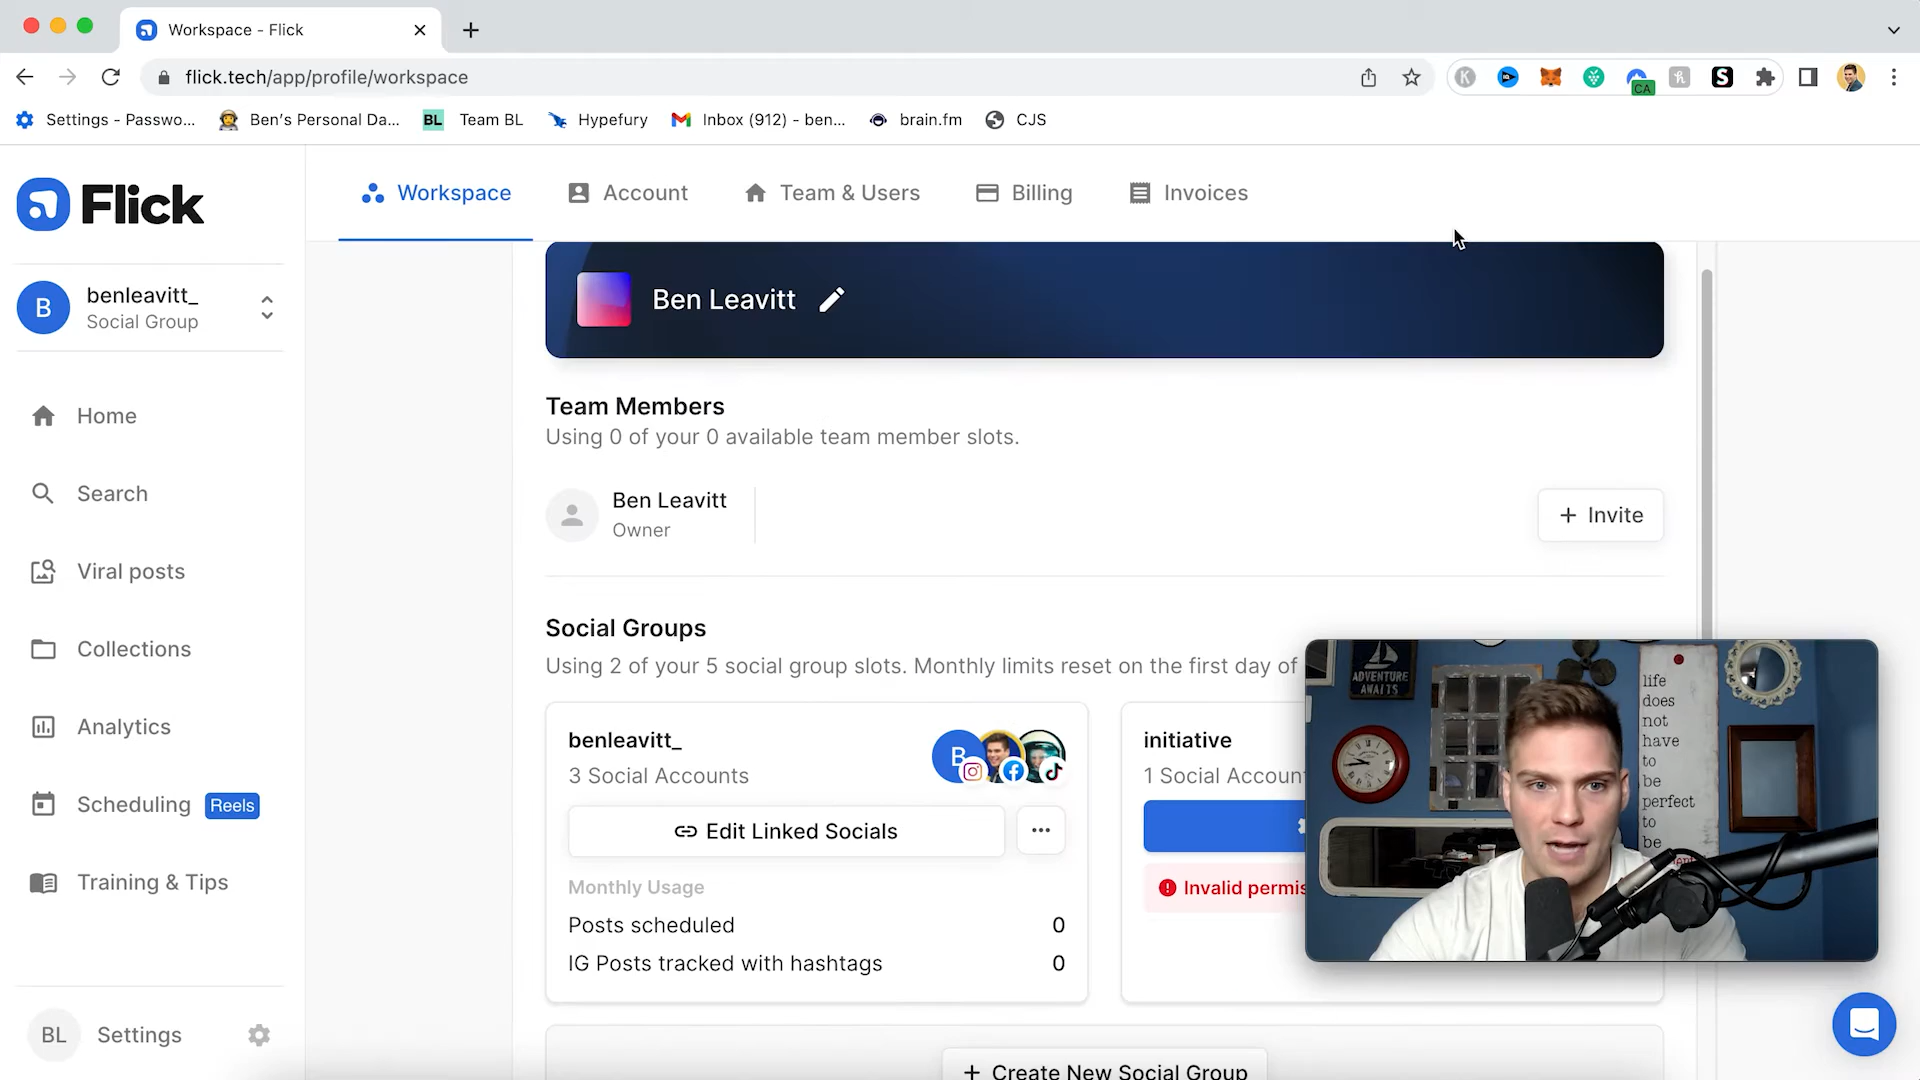 Workspace - Flick
flick.tech/app/profile/workspace
CA
Settings - Passwo...
Ben's Personal Da...
BL Team BL
Hypefury
Inbox (912) - ben...
brain.fm
CJS
Flick
B
benleavitt_
Social Group
Home
Search
Viral posts
Collections
Analytics
Scheduling Reels
Training & Tips
BL Settings
Workspace
Account
Team & Users
Billing
Invoices
Ben Leavitt
Team Members
Using 0 of your 0 available team member slots.
Ben Leavitt
Owner
+ Invite
Social Groups
Using 2 of your 5 social group slots. Monthly limits reset on the first day of
benleavitt_
3 Social Accounts
B
Edit Linked Socials
Monthly Usage
Posts scheduled 0
IG Posts tracked with hashtags 0
initiative
1 Social Account
Invalid permis
+ Create New Social Group
ADVENTURE
AWAITS
life
does
not
have
to
be
perfect
to
be